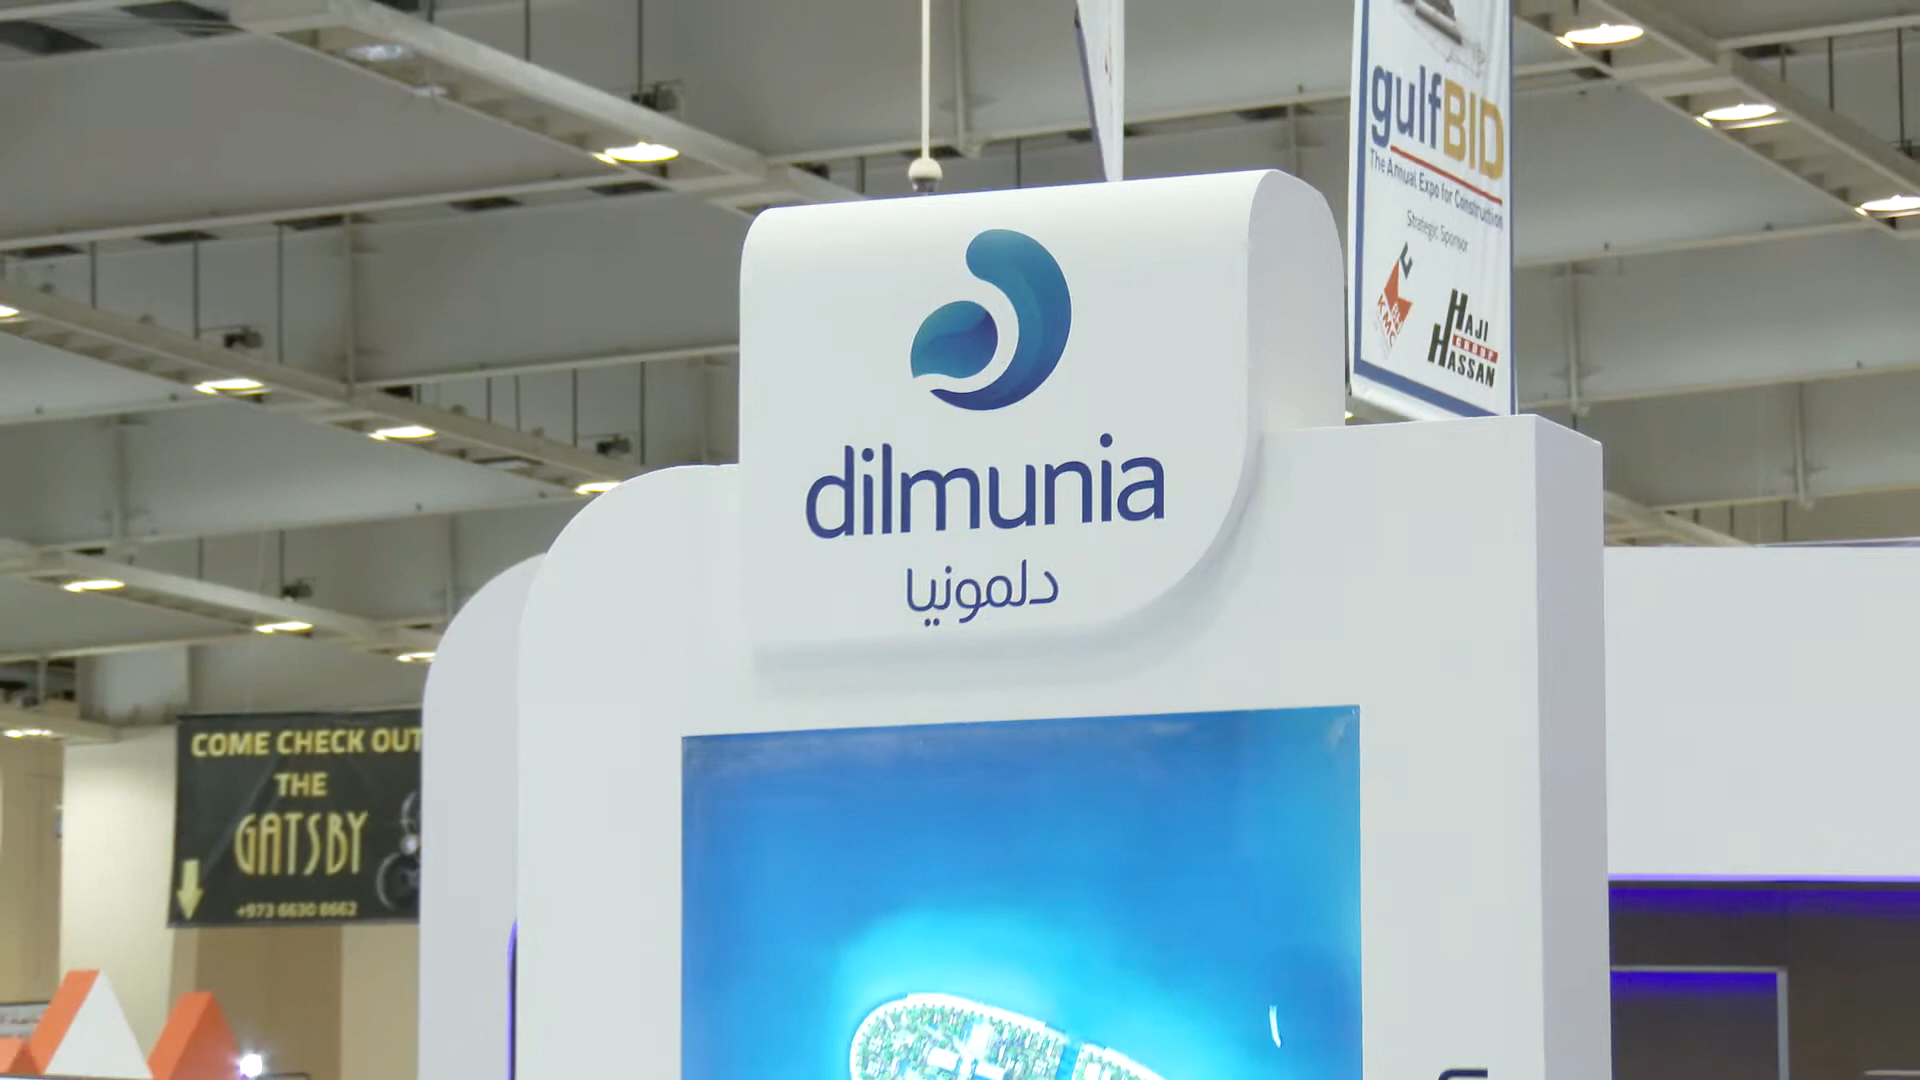 gulfBID
The Annual Expo for Construction
Strategic Sponsor
KMC
HAJI
GROUP
HASSAN
dilmunia
دلمونيا
COME CHECK OUT
THE
GATSBY
+973 6630 8662